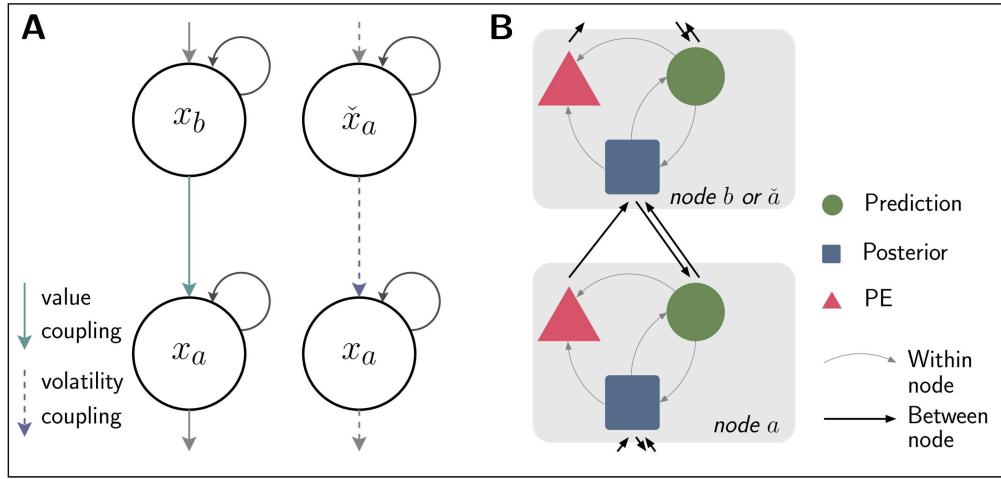 A
x_b
x̌_a
value
coupling
x_a
x_a
volatility
coupling
B
node b or ǎ
node a
Prediction
Posterior
PE
Within
node
Between
node